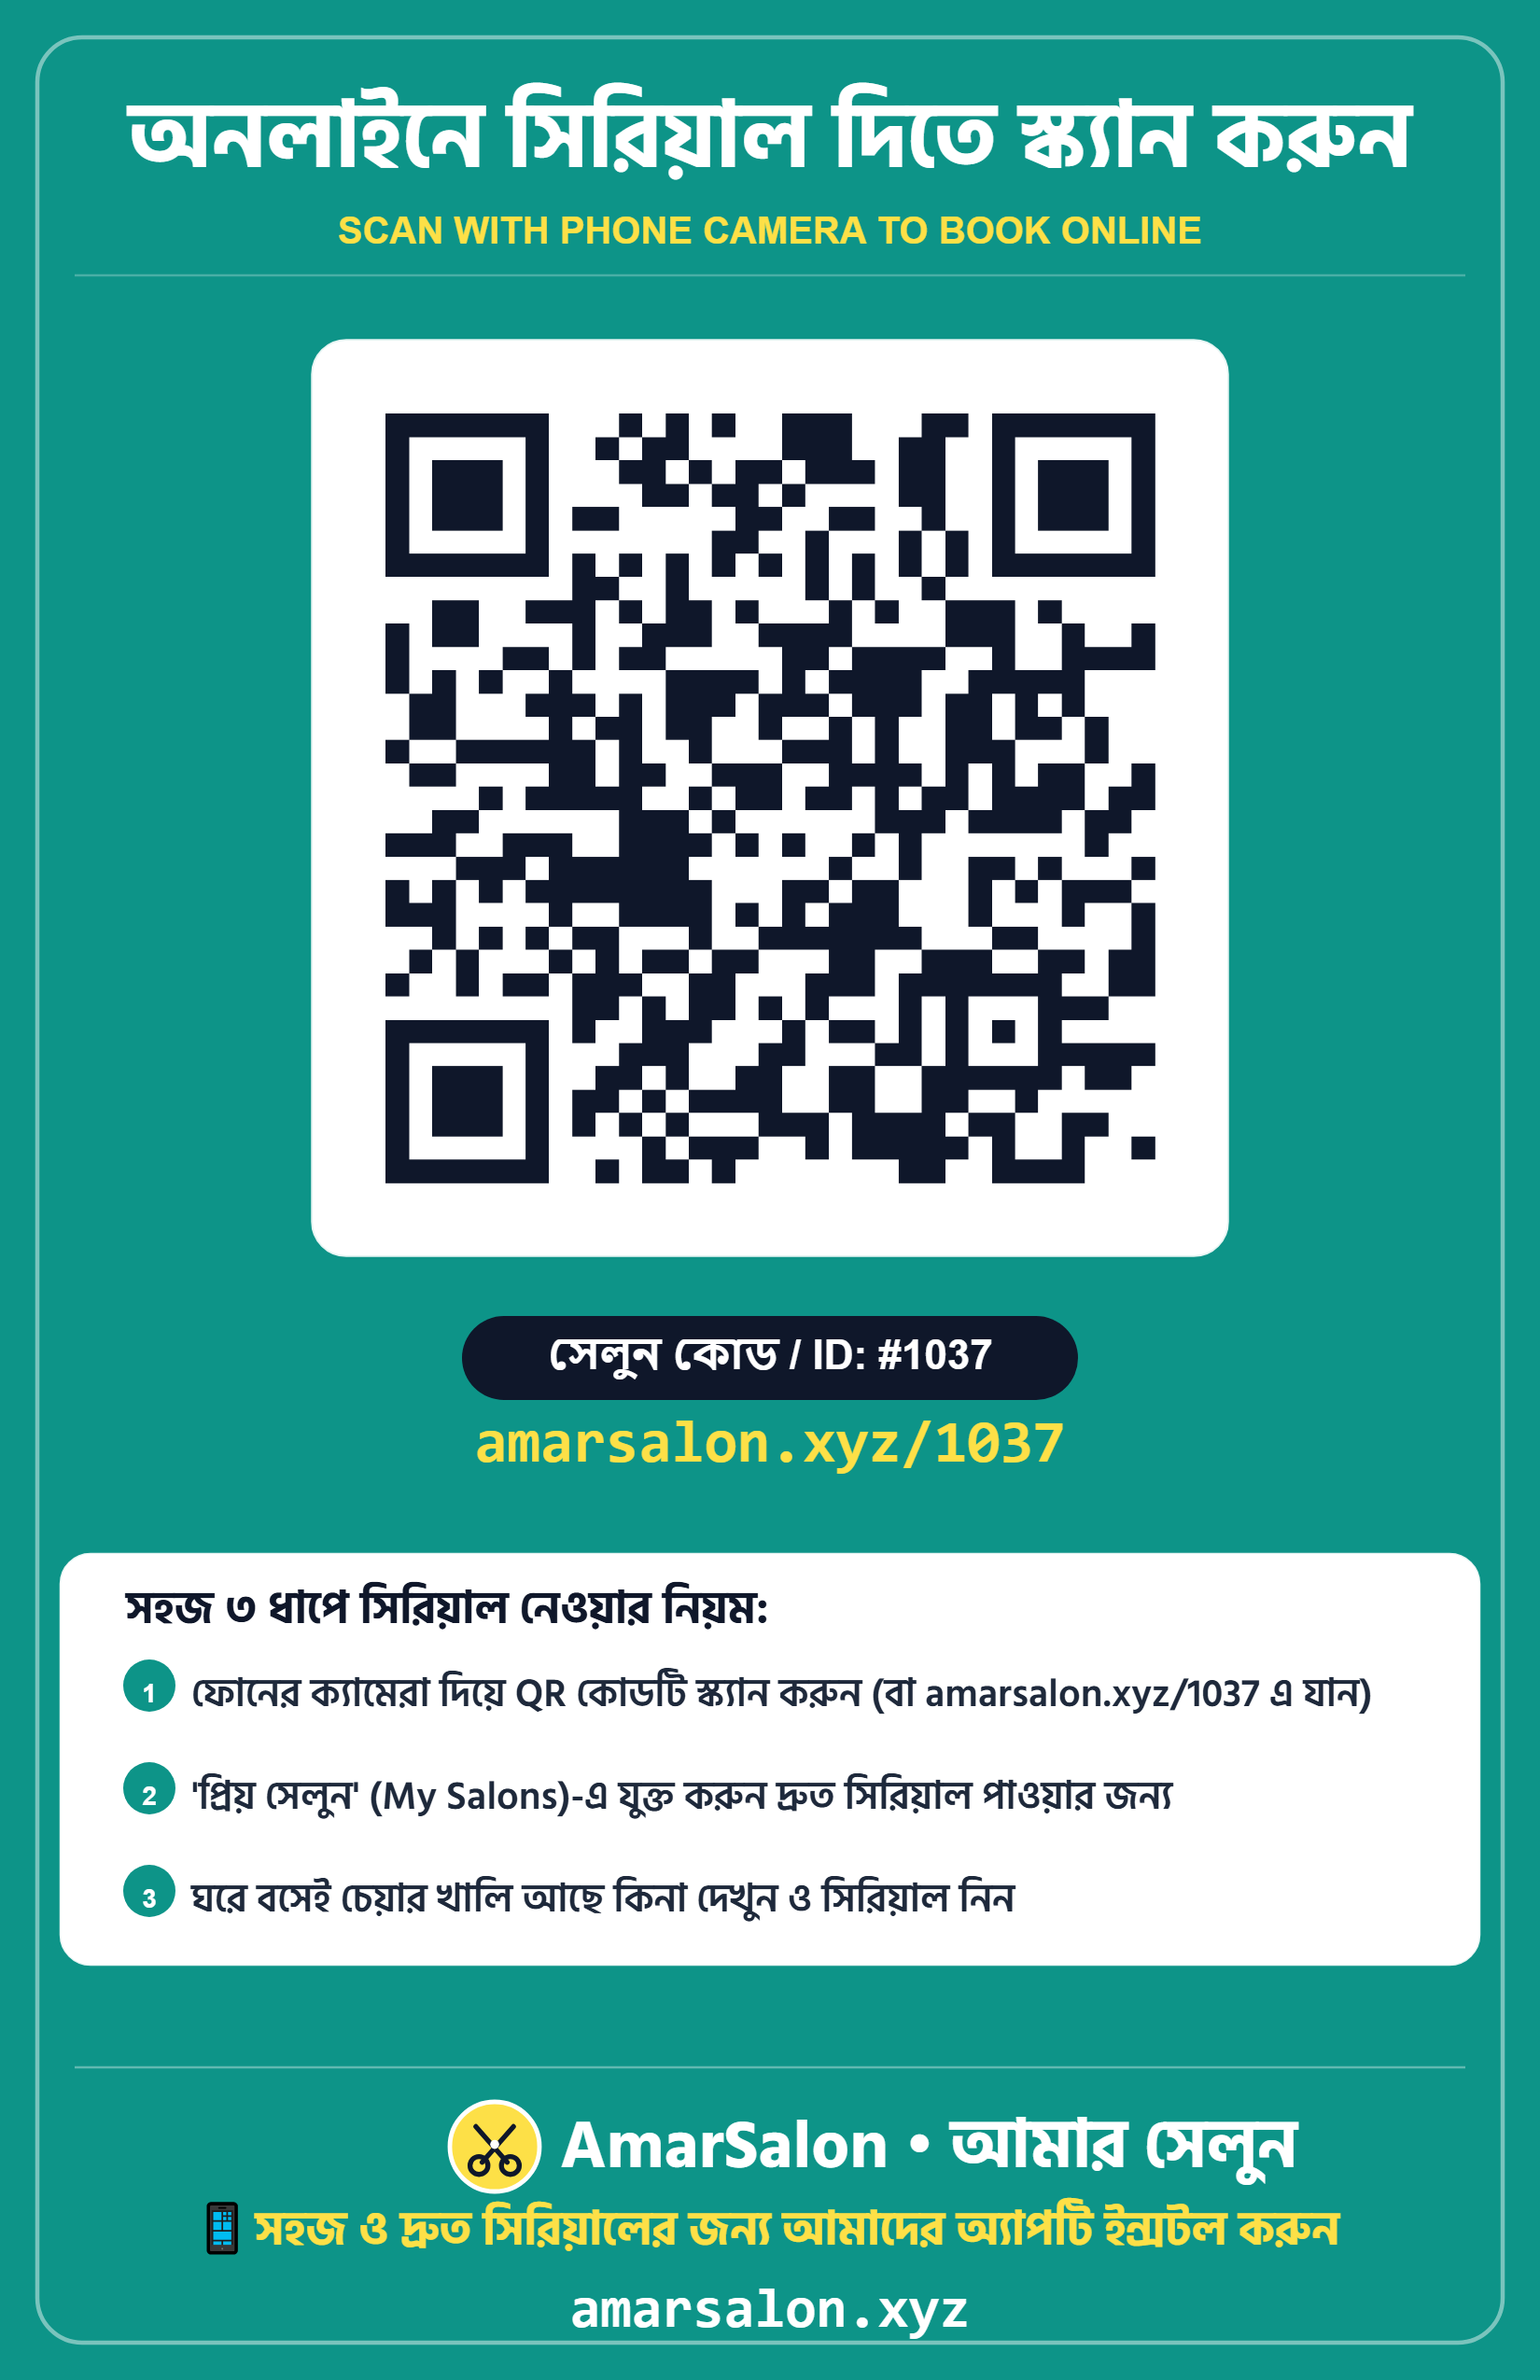 অনলাইনে সিরিয়াল দিতে স্ক্যান করুন
SCAN WITH PHONE CAMERA TO BOOK ONLINE
সেলুন কোড / ID: #1037
amarsalon.xyz/1037
সহজ ৩ ধাপে সিরিয়াল নেওয়ার নিয়ম:
1 ফোনের ক্যামেরা দিয়ে QR কোডটি স্ক্যান করুন (বা amarsalon.xyz/1037 এ যান)
2 'প্রিয় সেলুন' (My Salons)-এ যুক্ত করুন দ্রুত সিরিয়াল পাওয়ার জন্য
3 ঘরে বসেই চেয়ার খালি আছে কিনা দেখুন ও সিরিয়াল নিন
AmarSalon • আমার সেলুন
সহজ ও দ্রুত সিরিয়ালের জন্য আমাদের অ্যাপটি ইন্সটল করুন
amarsalon.xyz